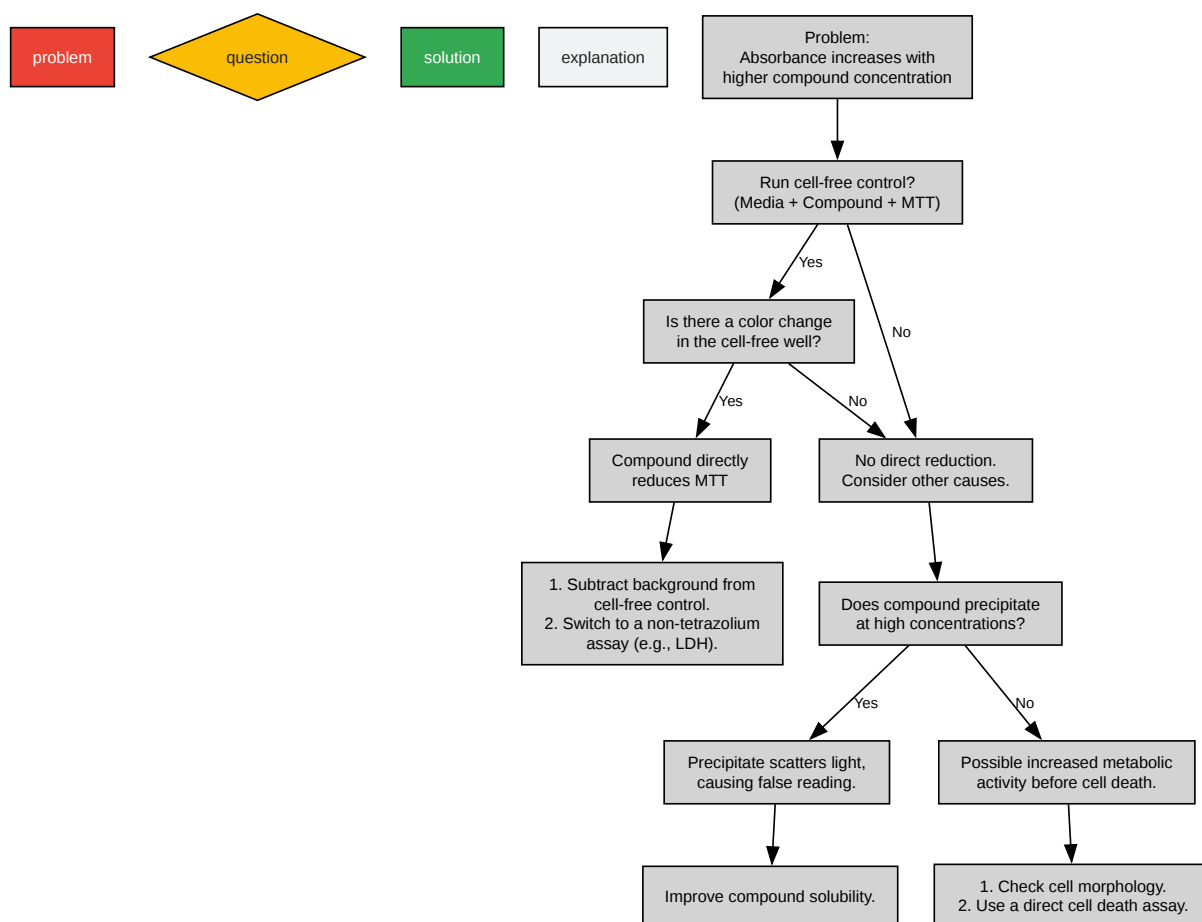 problem
question
solution
explanation
Problem:
Absorbance increases with
higher compound concentration
Run cell-free control?
(Media + Compound + MTT)
Yes
No
Is there a color change
in the cell-free well?
Yes
No
Compound directly
reduces MTT
No direct reduction.
Consider other causes.
1. Subtract background from
cell-free control.
2. Switch to a non-tetrazolium
assay (e.g., LDH).
Does compound precipitate
at high concentrations?
Yes
No
Precipitate scatters light,
causing false reading.
Possible increased metabolic
activity before cell death.
Improve compound solubility.
1. Check cell morphology.
2. Use a direct cell death assay.